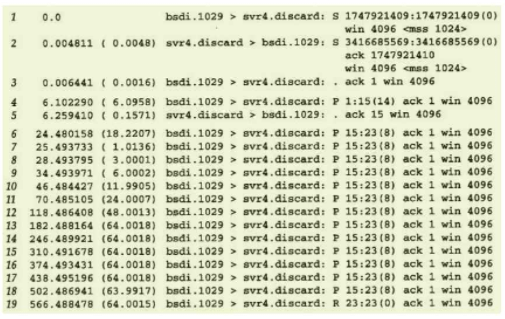 1 0.0 bsdi.1029 > svr4.discard: S 1747921409:1747921409(0)
win 4096 <mss 1024>
2 0.004811 ( 0.0048) svr4.discard > bsdi.1029: S 3416685569:3416685569(0)
ack 1747921410
win 4096 <mss 1024>
3 0.006441 ( 0.0016) bsdi.1029 > svr4.discard: . ack 1 win 4096
4 6.102290 ( 6.0958) bsdi.1029 > svr4.discard: P 1:15(14) ack 1 win 4096
5 6.259410 ( 0.1571) svr4.discard > bsdi.1029: . ack 15 win 4096
6 24.480158 (18.2207) bsdi.1029 > svr4.discard: P 15:23(8) ack 1 win 4096
7 25.493733 ( 1.0136) bsdi.1029 > svr4.discard: P 15:23(8) ack 1 win 4096
8 28.493795 ( 3.0001) bsdi.1029 > svr4.discard: P 15:23(8) ack 1 win 4096
9 34.493971 ( 6.0002) bsdi.1029 > svr4.discard: P 15:23(8) ack 1 win 4096
10 46.484427 (11.9905) bsdi.1029 > svr4.discard: P 15:23(8) ack 1 win 4096
11 70.485105 (24.0007) bsdi.1029 > svr4.discard: P 15:23(8) ack 1 win 4096
12 118.486408 (48.0013) bsdi.1029 > svr4.discard: P 15:23(8) ack 1 win 4096
13 182.488164 (64.0018) bsdi.1029 > svr4.discard: P 15:23(8) ack 1 win 4096
14 246.489921 (64.0018) bsdi.1029 > svr4.discard: P 15:23(8) ack 1 win 4096
15 310.491678 (64.0018) bsdi.1029 > svr4.discard: P 15:23(8) ack 1 win 4096
16 374.493431 (64.0018) bsdi.1029 > svr4.discard: P 15:23(8) ack 1 win 4096
17 438.495196 (64.0018) bsdi.1029 > svr4.discard: P 15:23(8) ack 1 win 4096
18 502.486941 (63.9917) bsdi.1029 > svr4.discard: P 15:23(8) ack 1 win 4096
19 566.488478 (64.0015) bsdi.1029 > svr4.discard: R 23:23(0) ack 1 win 4096